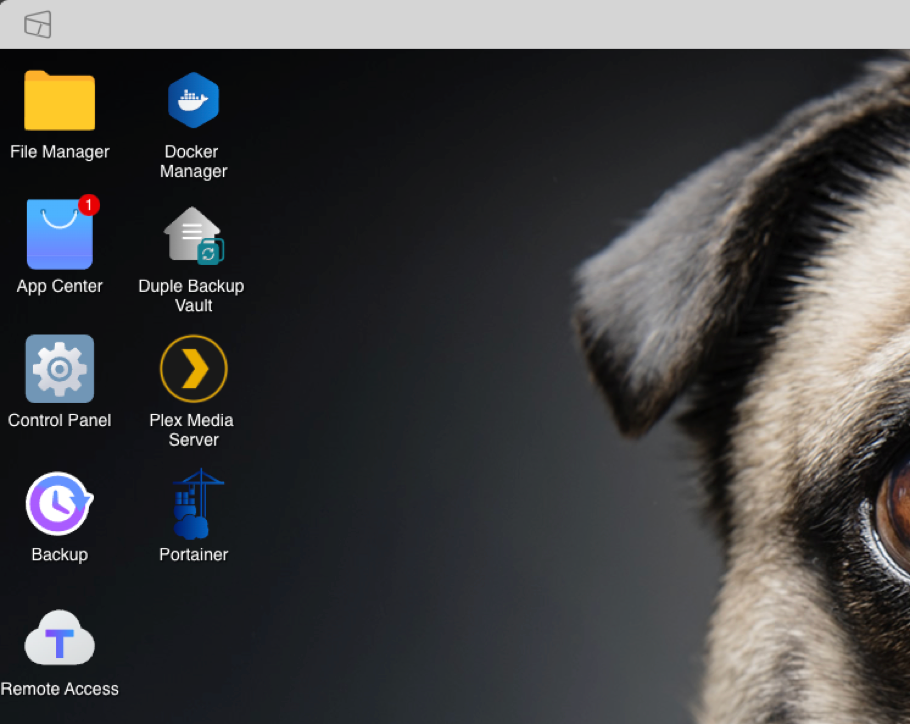 File Manager
Docker
Manager
1
App Center
Duple Backup
Vault
Control Panel
Plex Media
Server
Backup
Portainer
T
Remote Access